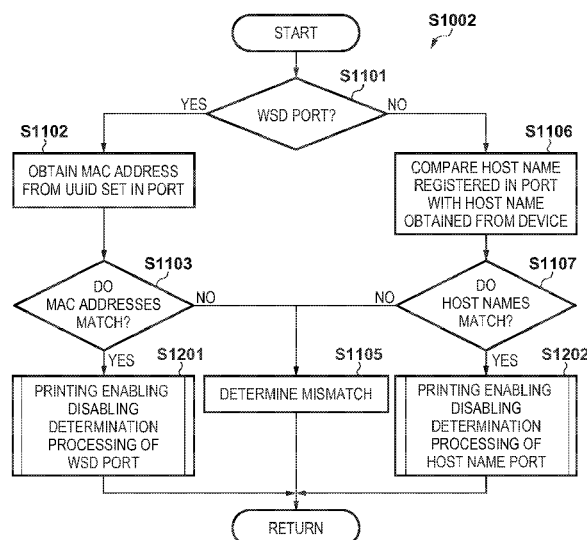 START
S1002
S1101
WSD PORT?
YES
NO
S1102
OBTAIN MAC ADDRESS
FROM UUID SET IN PORT
S1106
COMPARE HOST NAME
REGISTERED IN PORT
WITH HOST NAME
OBTAINED FROM DEVICE
S1103
DO
MAC ADDRESSES
MATCH?
NO
S1107
DO
HOST NAMES
MATCH?
NO
YES
S1201
PRINTING ENABLING
DISABLING
DETERMINATION
PROCESSING OF
WSD PORT
S1105
DETERMINE MISMATCH
YES
S1202
PRINTING ENABLING
DISABLING
DETERMINATION
PROCESSING OF
HOST NAME PORT
RETURN